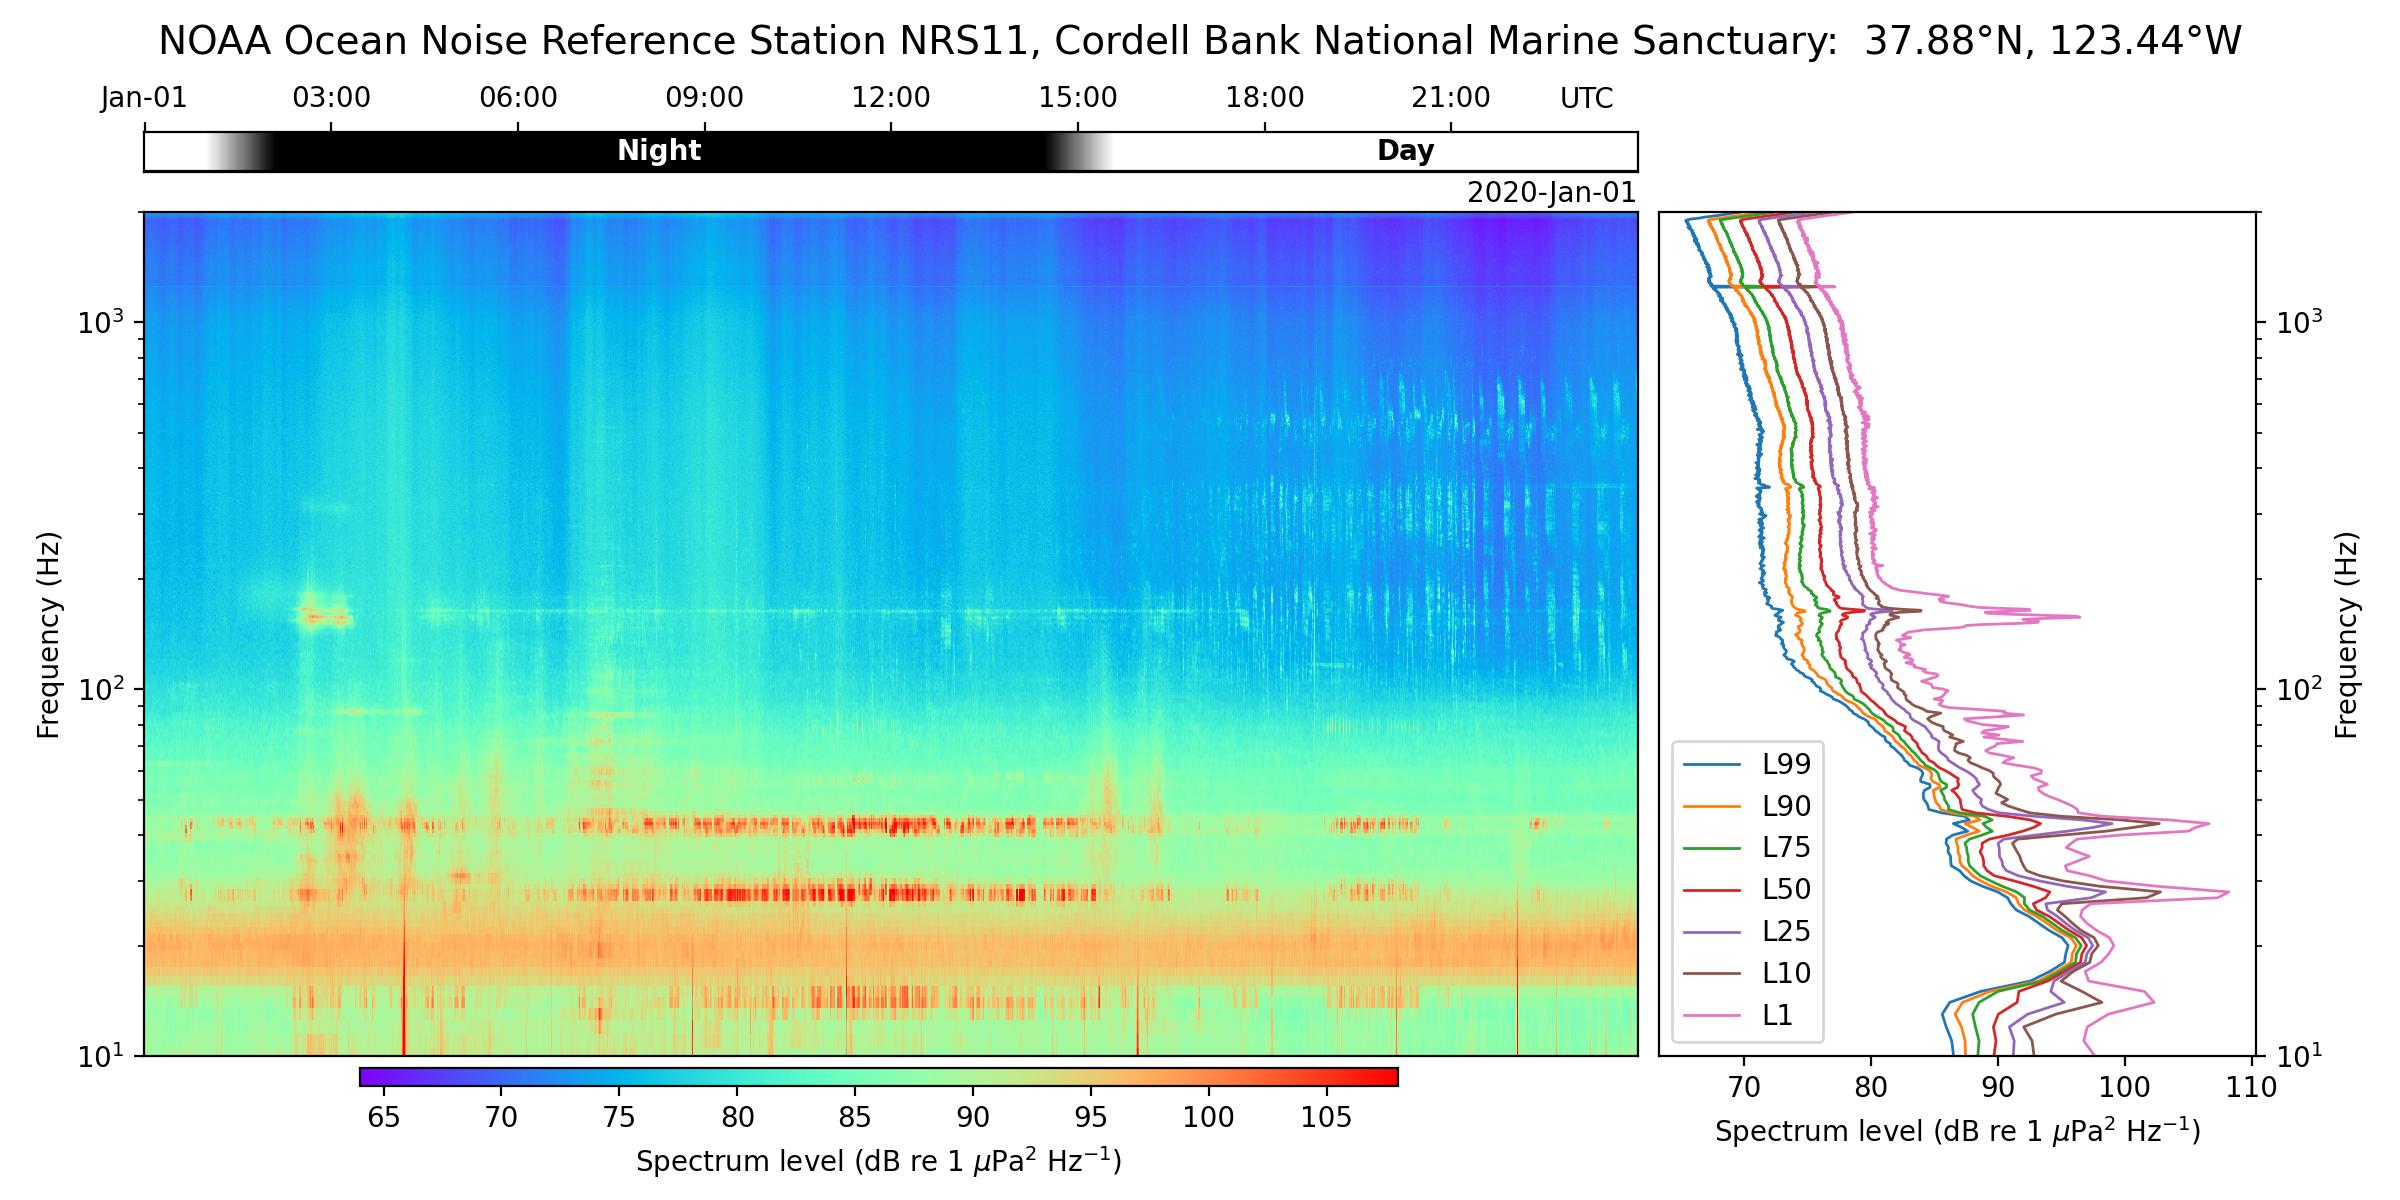 NOAA Ocean Noise Reference Station NRS11, Cordell Bank National Marine Sanctuary:  37.88°N, 123.44°W
Jan-01 03:00 06:00 09:00 12:00 15:00 18:00 21:00 UTC
Night Day
2020-Jan-01
10³
10²
10¹
Frequency (Hz)
65 70 75 80 85 90 95 100 105
Spectrum level (dB re 1 µPa² Hz⁻¹)
L99
L90
L75
L50
L25
L10
L1
10³
10²
10¹
Frequency (Hz)
70 80 90 100 110
Spectrum level (dB re 1 µPa² Hz⁻¹)